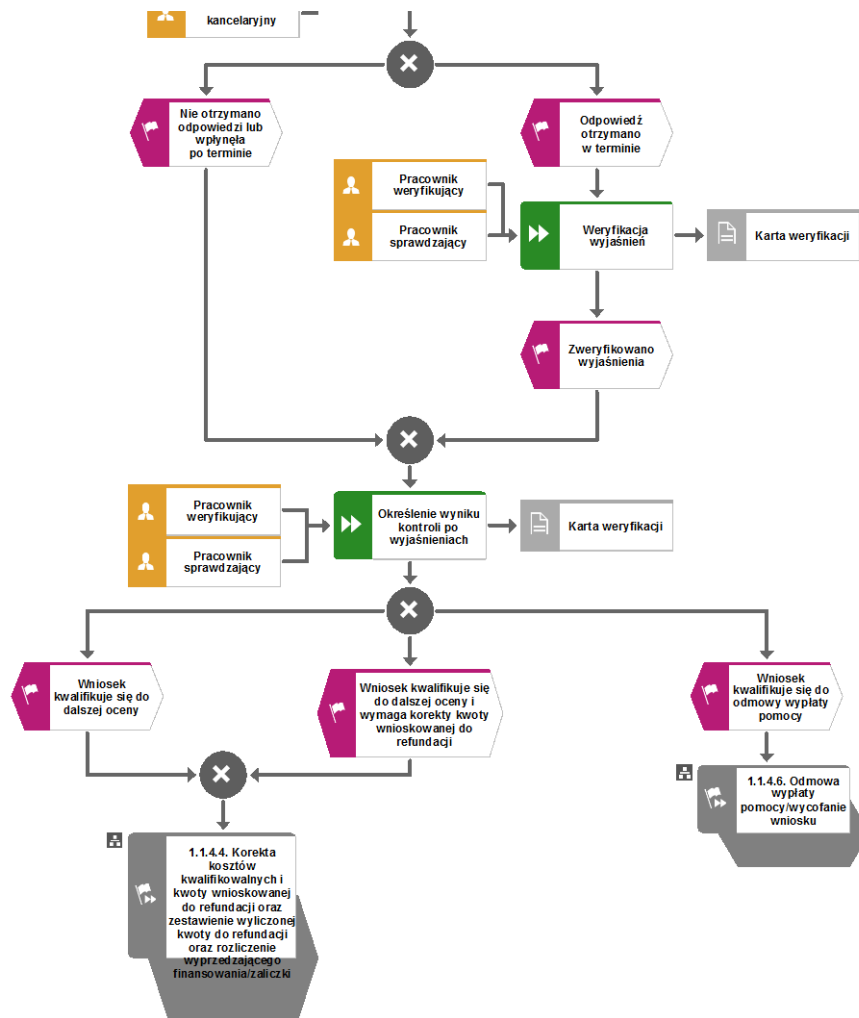 kancelaryjny
Nie otrzymano
odpowiedzi lub
wpłynęła
po terminie
Odpowiedź
otrzymano
w terminie
Pracownik
weryfikujący
Pracownik
sprawdzający
Weryfikacja
wyjaśnień
Karta weryfikacji
Zweryfikowano
wyjaśnienia
Pracownik
weryfikujący
Pracownik
sprawdzający
Określenie wyniku
kontroli po
wyjaśnieniach
Karta weryfikacji
Wniosek
kwalifikuje się do
dalszej oceny
Wniosek kwalifikuje się
do dalszej oceny i
wymaga korekty kwoty
wnioskowanej do
refundacji
Wniosek
kwalifikuje się do
odmowy wypłaty
pomocy
1.1.4.6. Odmowa
wypłaty
pomocy/wycofanie
wniosku
1.1.4.4. Korekta
kosztów
kwalifikowalnych i
kwoty wnioskowanej
do refundacji oraz
zestawienie wyliczonej
kwoty do refundacji
oraz rozliczenie
wyprzedzającego
finansowania/zaliczki